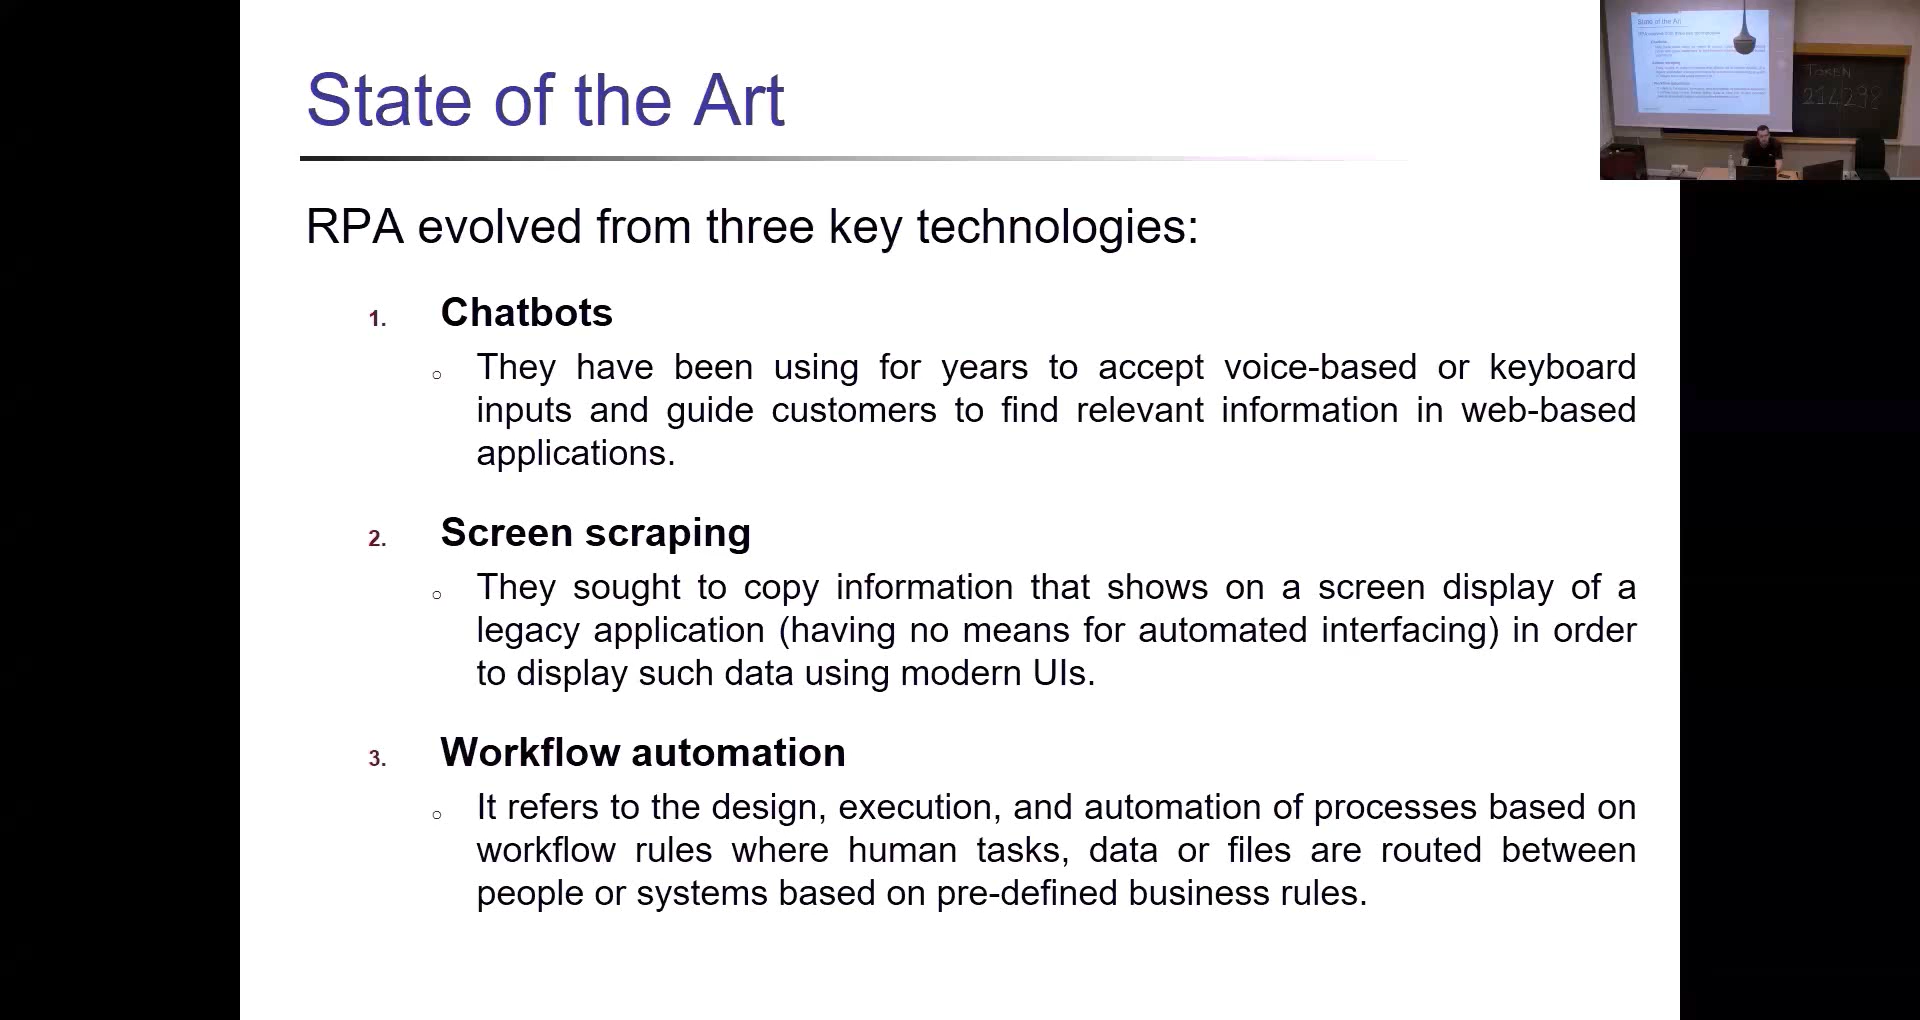 State of the Art
RPA evolved from three key technologies:
1. Chatbots
○ They have been using for years to accept voice-based or keyboard
inputs and guide customers to find relevant information in web-based
applications.
2. Screen scraping
○ They sought to copy information that shows on a screen display of a
legacy application (having no means for automated interfacing) in order
to display such data using modern UIs.
3. Workflow automation
○ It refers to the design, execution, and automation of processes based on
workflow rules where human tasks, data or files are routed between
people or systems based on pre-defined business rules.
State of the Art
TOKEN